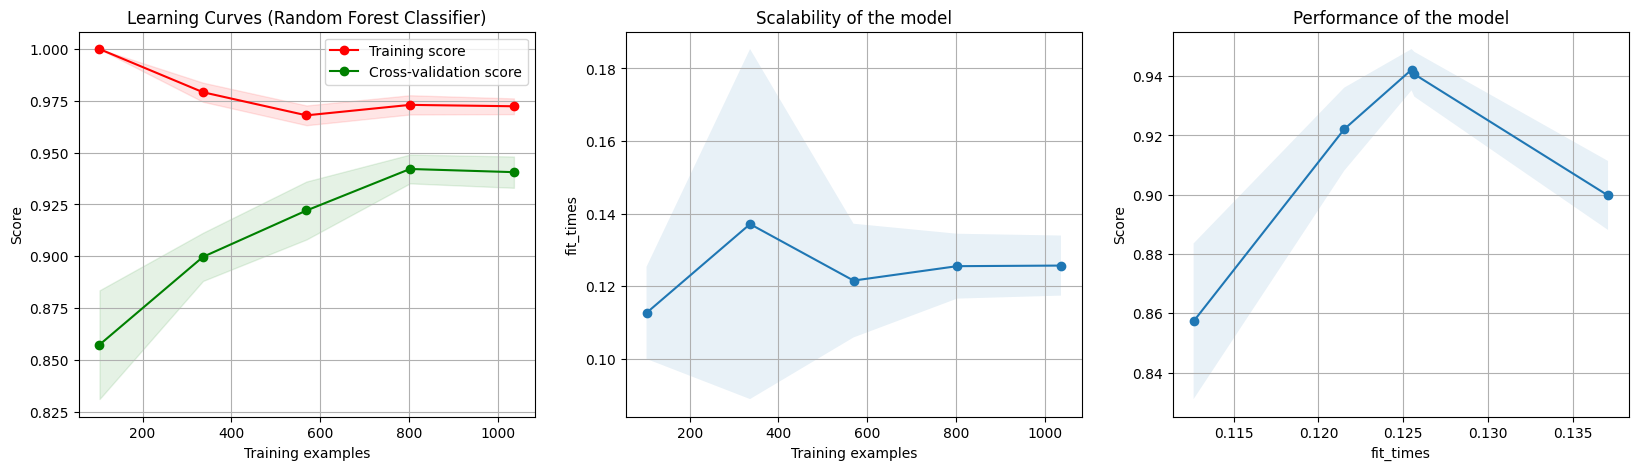 Learning Curves (Random Forest Classifier)
Training score
Cross-validation score
1.000
0.975
0.950
0.925
0.900
0.875
0.850
0.825
Score
200 400 600 800 1000
Training examples
Scalability of the model
0.18
0.16
0.14
0.12
0.10
fit_times
200 400 600 800 1000
Training examples
Performance of the model
0.94
0.92
0.90
0.88
0.86
0.84
Score
0.115 0.120 0.125 0.130 0.135
fit_times